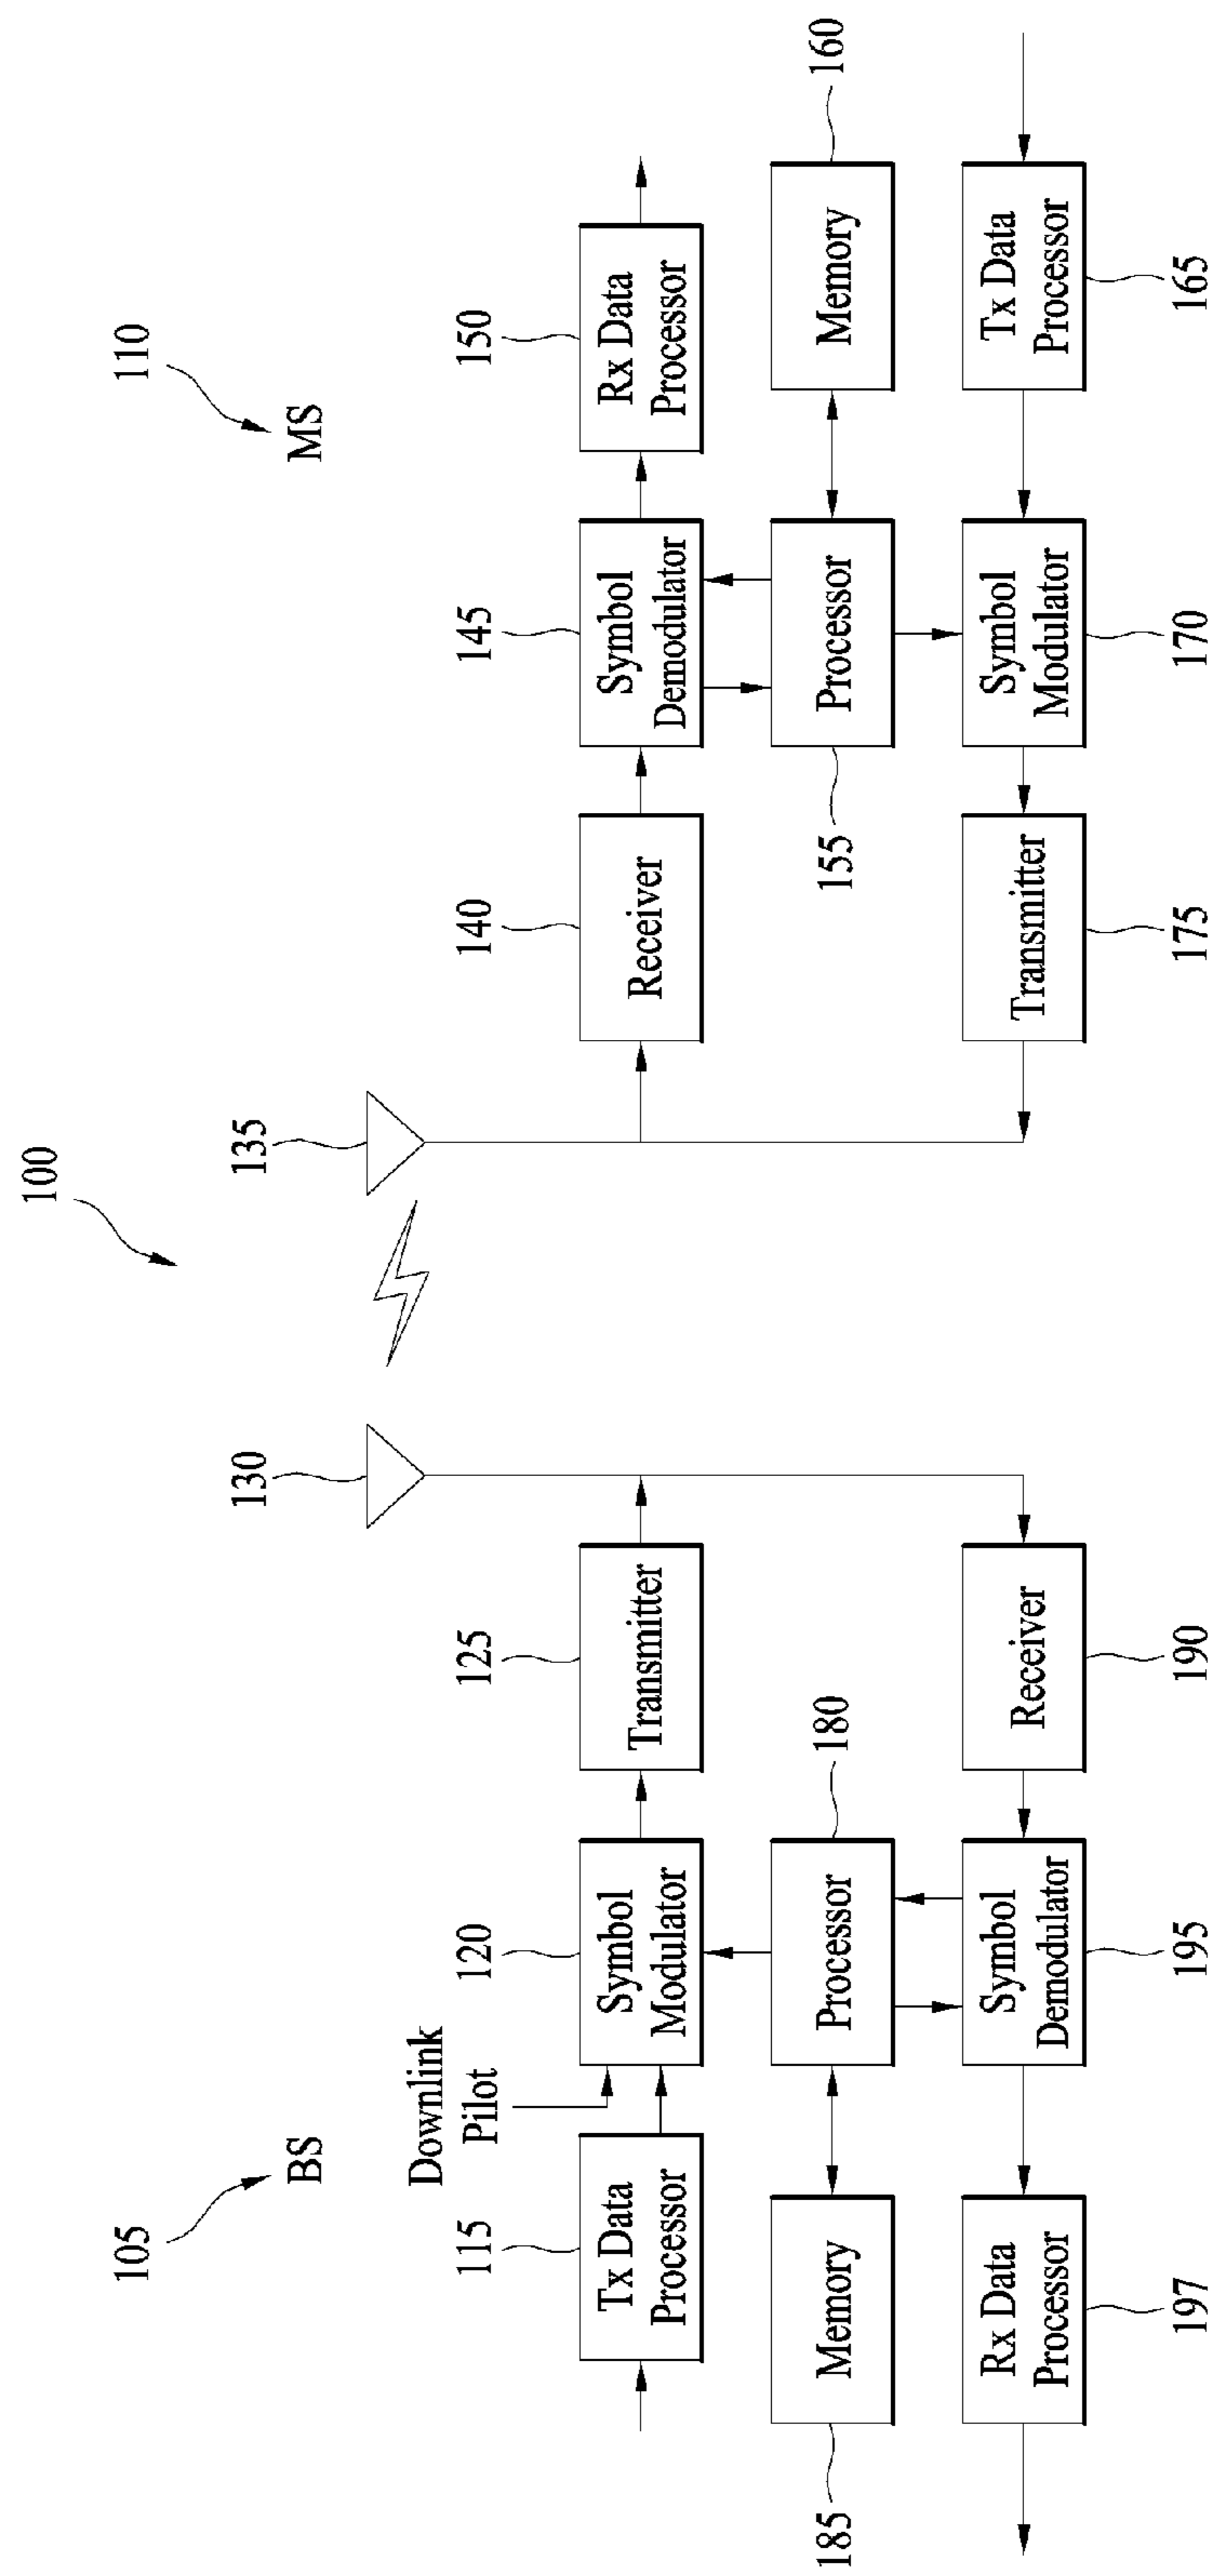 100
105
BS
110
MS
130
135
Downlink
Pilot
115
Tx Data
Processor
120
Symbol
Modulator
125
Transmitter
140
Receiver
145
Symbol
Demodulator
150
Rx Data
Processor
185
Memory
180
Processor
155
Processor
160
Memory
197
Rx Data
Processor
195
Symbol
Demodulator
190
Receiver
175
Transmitter
170
Symbol
Modulator
165
Tx Data
Processor